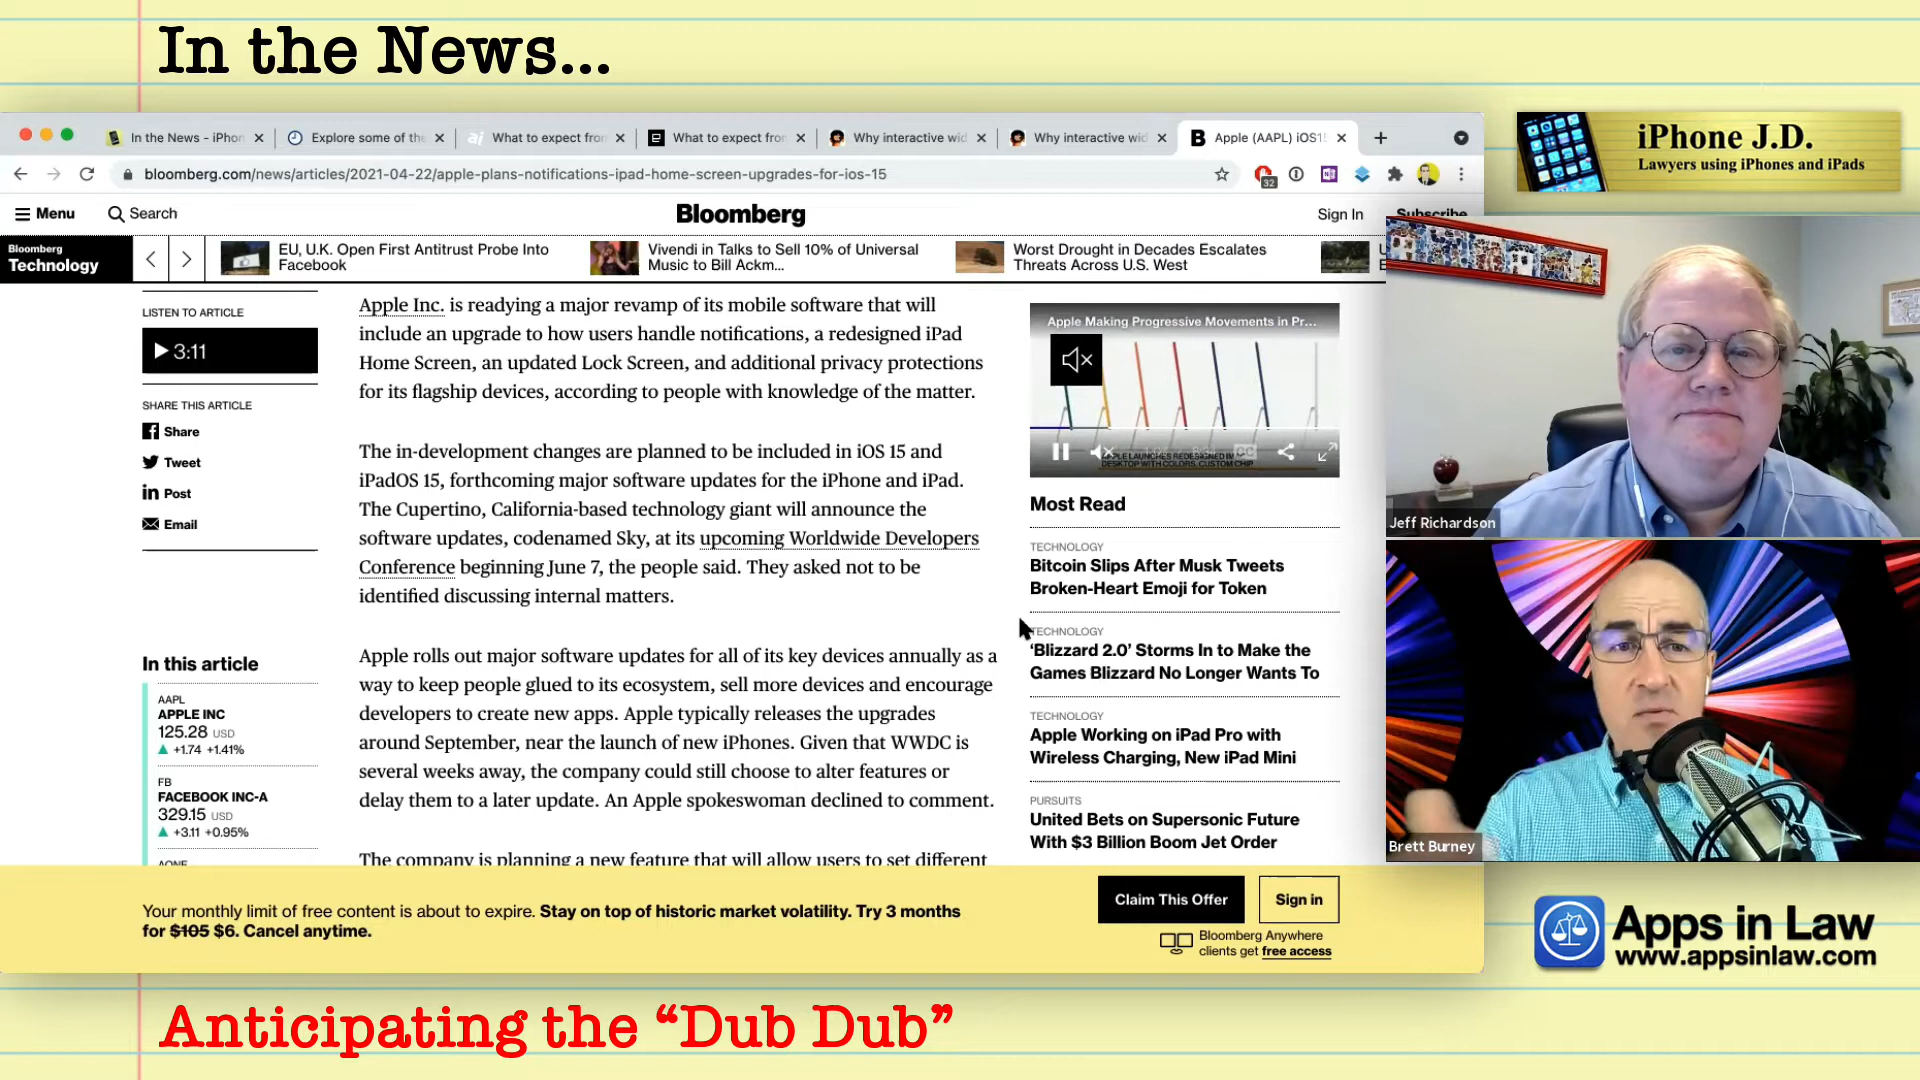 In the News...
In the News - iPhon
Explore some of the
What to expect from
What to expect from
Why interactive wid
Why interactive wid
Apple (AAPL) iOS15
bloomberg.com/news/articles/2021-04-22/apple-plans-notifications-ipad-home-screen-upgrades-for-ios-15
32
iPhone J.D.
Lawyers using iPhones and iPads
Menu
Search
Bloomberg
Sign In
Subscribe
Bloomberg
Technology
EU, U.K. Open First Antitrust Probe Into
Facebook
Vivendi in Talks to Sell 10% of Universal
Music to Bill Ackm...
Worst Drought in Decades Escalates
Threats Across U.S. West
LISTEN TO ARTICLE
3:11
SHARE THIS ARTICLE
Share
Tweet
Post
Email
In this article
AAPL
APPLE INC
125.28 USD
+1.74 +1.41%
FB
FACEBOOK INC-A
329.15 USD
+3.11 +0.95%
Apple Inc. is readying a major revamp of its mobile software that will
include an upgrade to how users handle notifications, a redesigned iPad
Home Screen, an updated Lock Screen, and additional privacy protections
for its flagship devices, according to people with knowledge of the matter.
The in-development changes are planned to be included in iOS 15 and
iPadOS 15, forthcoming major software updates for the iPhone and iPad.
The Cupertino, California-based technology giant will announce the
software updates, codenamed Sky, at its upcoming Worldwide Developers
Conference beginning June 7, the people said. They asked not to be
identified discussing internal matters.
Apple rolls out major software updates for all of its key devices annually as a
way to keep people glued to its ecosystem, sell more devices and encourage
developers to create new apps. Apple typically releases the upgrades
around September, near the launch of new iPhones. Given that WWDC is
several weeks away, the company could still choose to alter features or
delay them to a later update. An Apple spokeswoman declined to comment.
The company is planning a new feature that will allow users to set different
Apple Making Progressive Movements in Pr...
APPLE LAUNCHES REDESIGNED
DESKTOP WITH COLORS, CUSTOM CHIP
CC
Most Read
TECHNOLOGY
Bitcoin Slips After Musk Tweets
Broken-Heart Emoji for Token
TECHNOLOGY
‘Blizzard 2.0’ Storms In to Make the
Games Blizzard No Longer Wants To
TECHNOLOGY
Apple Working on iPad Pro with
Wireless Charging, New iPad Mini
PURSUITS
United Bets on Supersonic Future
With $3 Billion Boom Jet Order
Jeff Richardson
Brett Burney
Your monthly limit of free content is about to expire. Stay on top of historic market volatility. Try 3 months
for $105 $6. Cancel anytime.
Claim This Offer
Sign in
Bloomberg Anywhere
clients get free access
Apps in Law
www.appsinlaw.com
Anticipating the “Dub Dub”